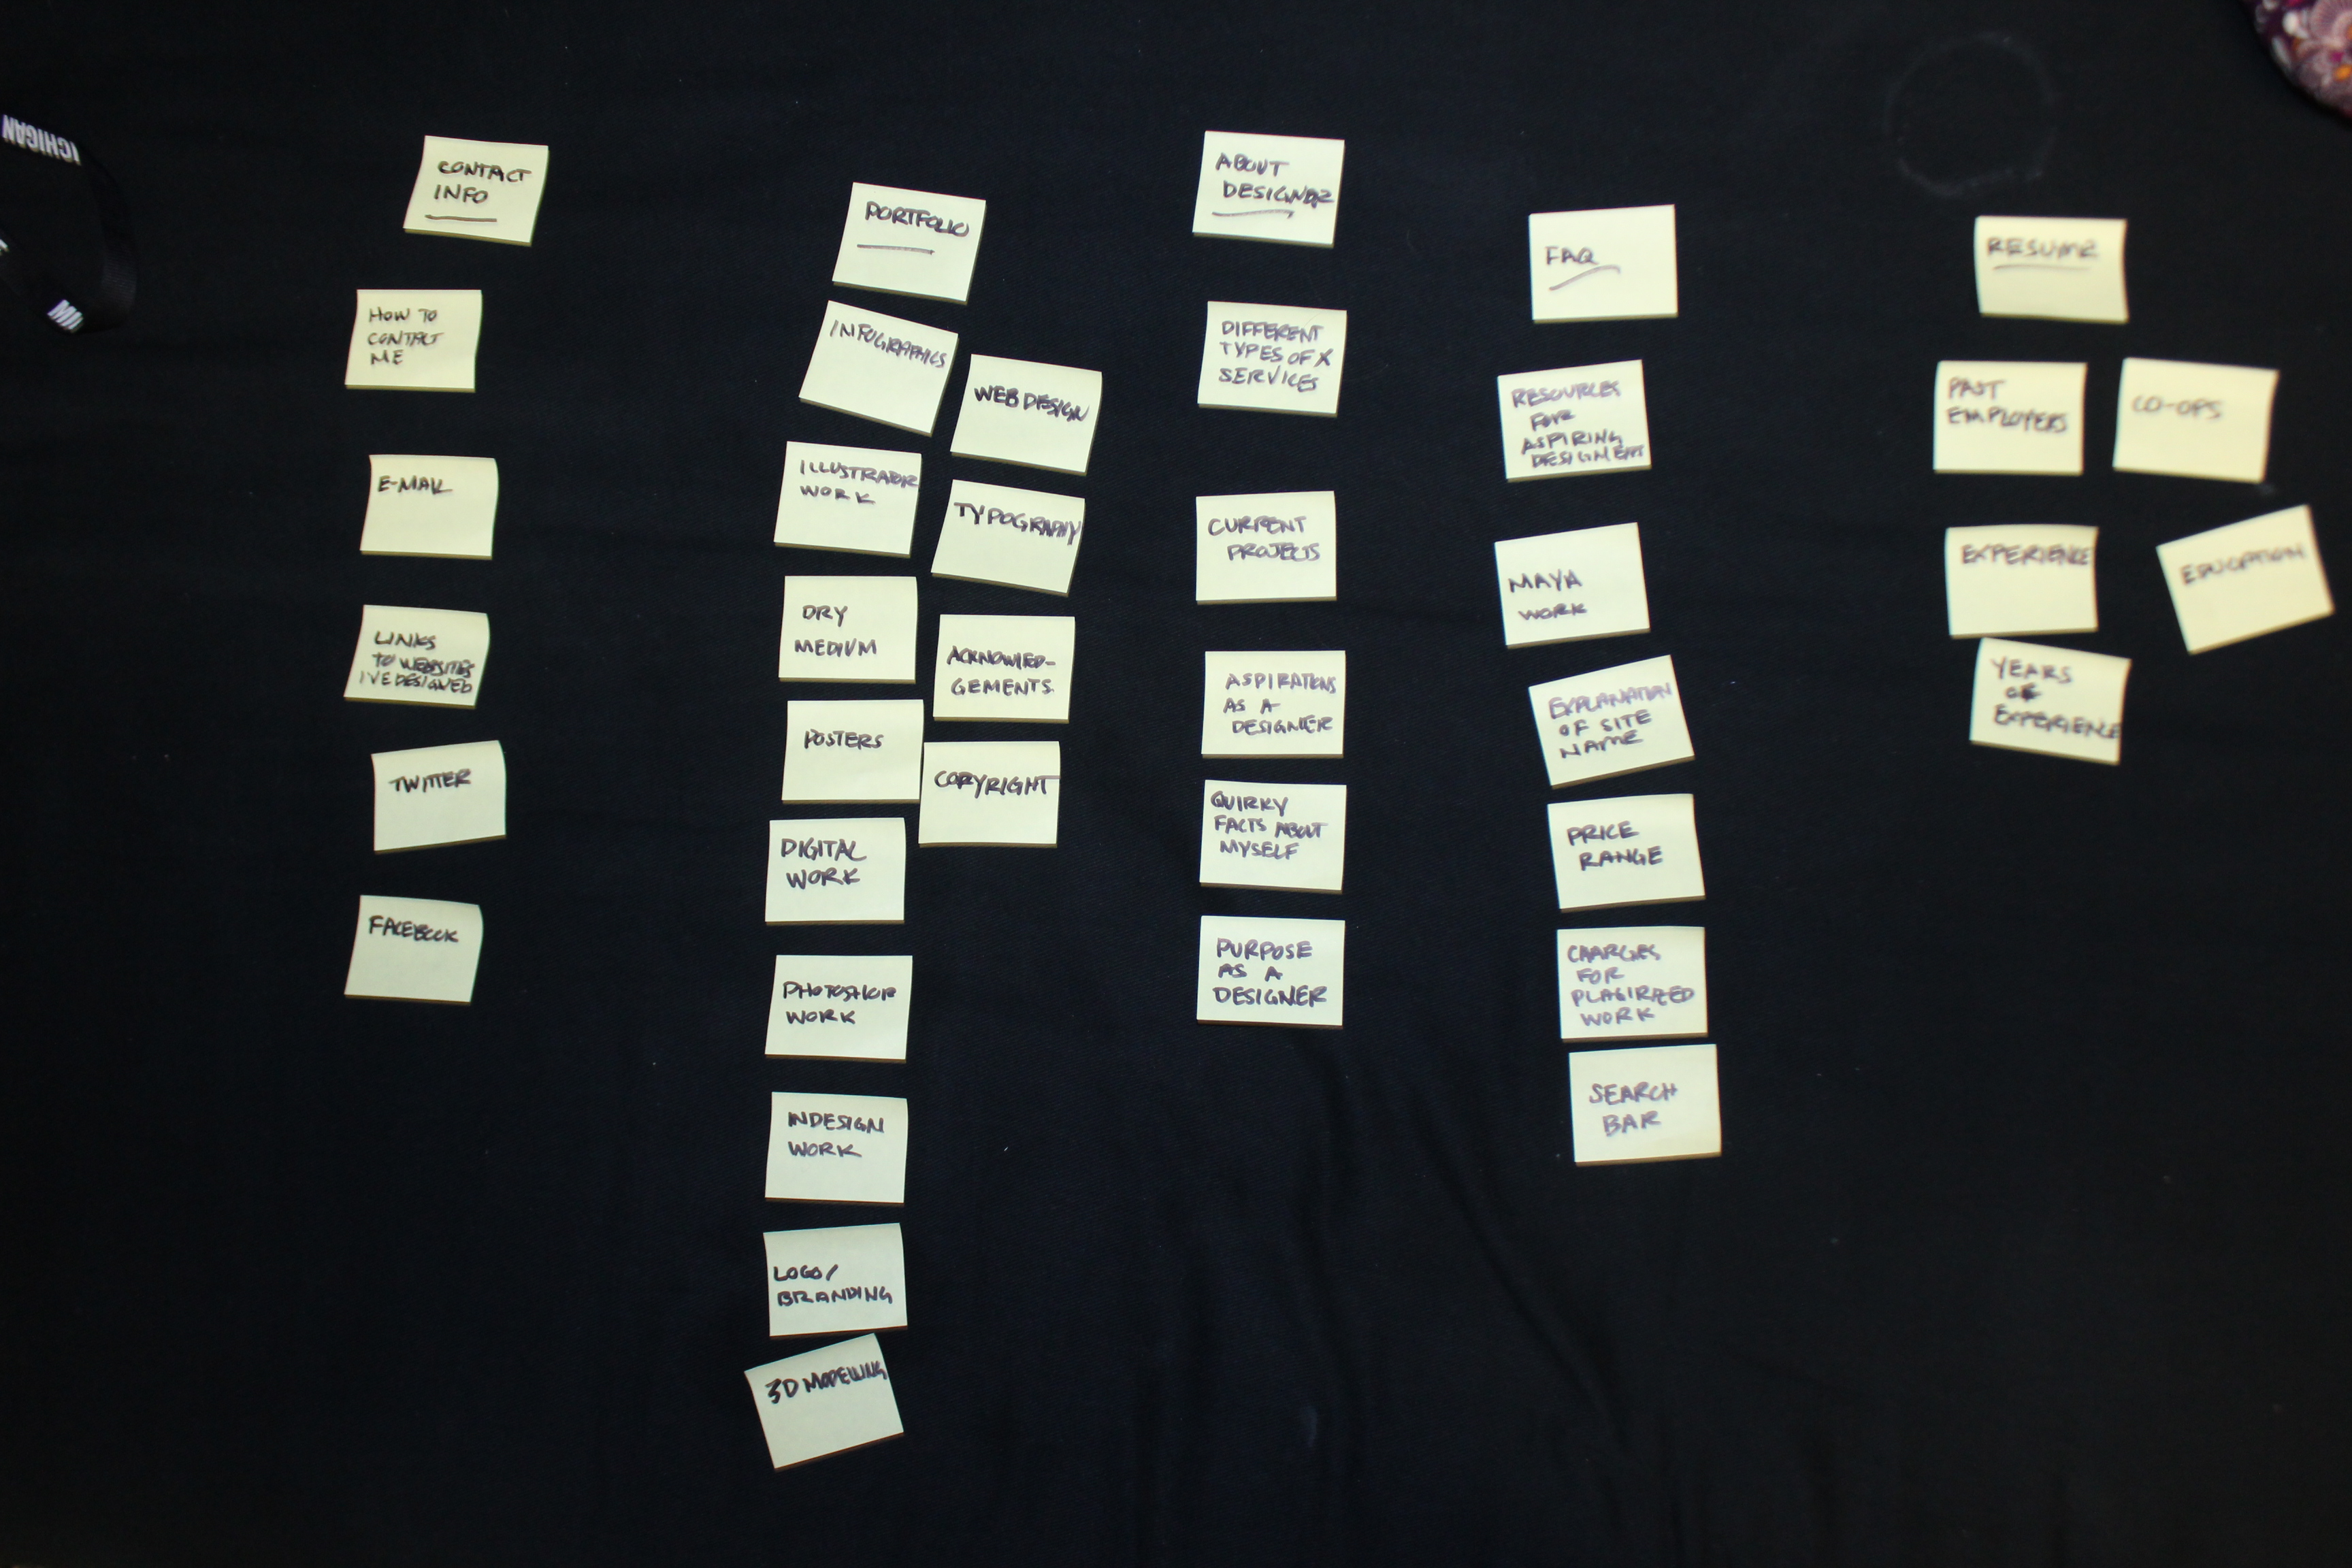 ICHIGAN
MI
CONTACT
INFO
HOW TO
CONTACT
ME
E-MAIL
LINKS
TO WEBSITES
I'VE DESIGNED
TWITTER
FACEBOOK
PORTFOLIO
INFOGRAPHICS
WEB DESIGN
ILLUSTRATOR
WORK
TYPOGRAPHY
DRY
MEDIUM
ACKNOWLED-
GEMENTS
POSTERS
COPYRIGHT
DIGITAL
WORK
PHOTOSHOP
WORK
INDESIGN
WORK
LOGO/
BRANDING
3D MODELLING
ABOUT
DESIGNER
DIFFERENT
TYPES OF X
SERVICES
CURRENT
PROJECTS
ASPIRATIONS
AS A
DESIGNER
QUIRKY
FACTS ABOUT
MYSELF
PURPOSE
AS A
DESIGNER
FAQ
RESOURCES
FOR
ASPIRING
MAYA
WORK
EXPLANATION
OF SITE
NAME
PRICE
RANGE
CHARGES
FOR
PLAGIRIZED
WORK
SEARCH
BAR
RESUME
PAST
EMPLOYERS
CO-OPS
EXPERIENCE
EDUCATION
YEARS
OF
EXPERIENCE